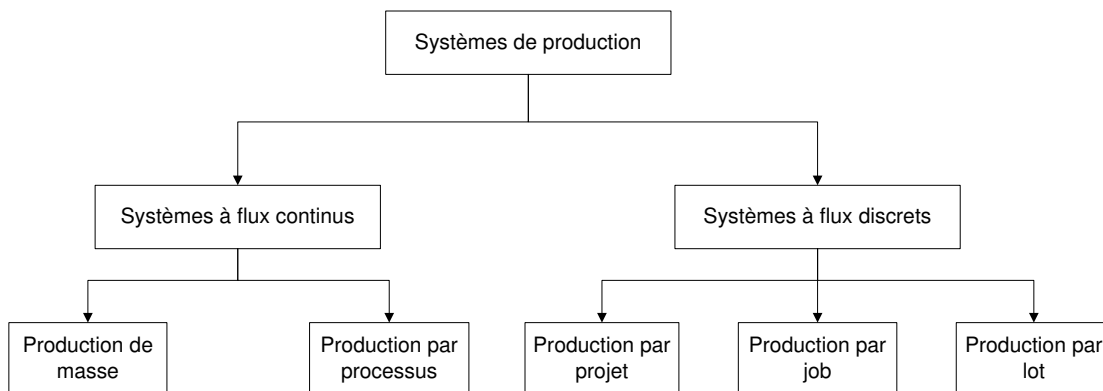 Systèmes de production
Systèmes à flux continus
Systèmes à flux discrets
Production de
masse
Production par
processus
Production par
projet
Production par
job
Production par
lot